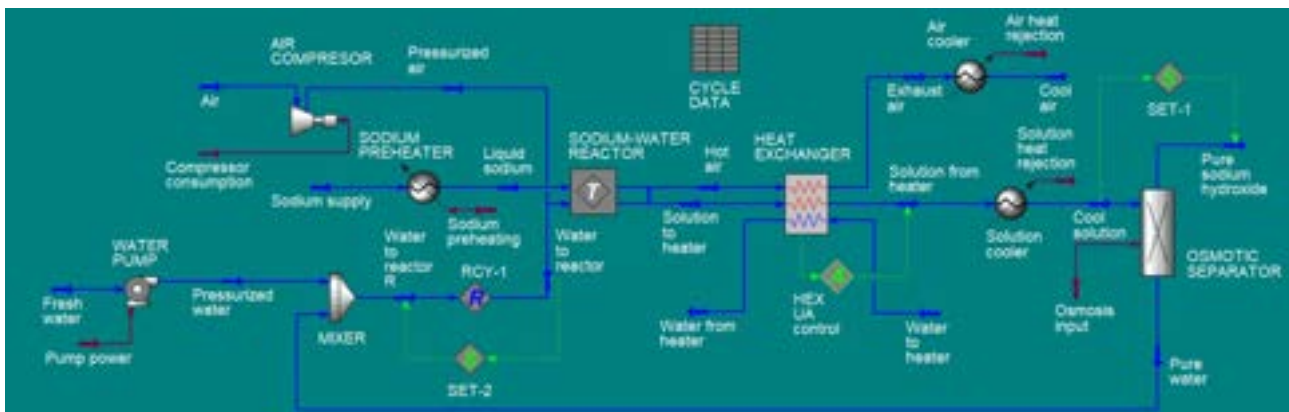 AIR
COMPRESOR
Pressurized
air
Air
Compressor
consumption
SODIUM
PREHEATER
Liquid
sodium
Sodium supply
Sodium
preheating
WATER
PUMP
Fresh
water
Pump power
Pressurized
water
MIXER
Water
to
reactor
R
RCY-1
SET-2
Water
to
reactor
SODIUM-WATER
REACTOR
T
R
CYCLE
DATA
Hot
air
Solution
to
heater
HEAT
EXCHANGER
Water from
heater
HEX
UA
control
Water
to
heater
Solution from
heater
Air
cooler
Air heat
rejection
Exhaust
air
Cool
air
Solution
heat
rejection
Solution
cooler
Cool
solution
SET-1
Pure
sodium
hydroxide
OSMOTIC
SEPARATOR
Osmosis
input
Pure
water